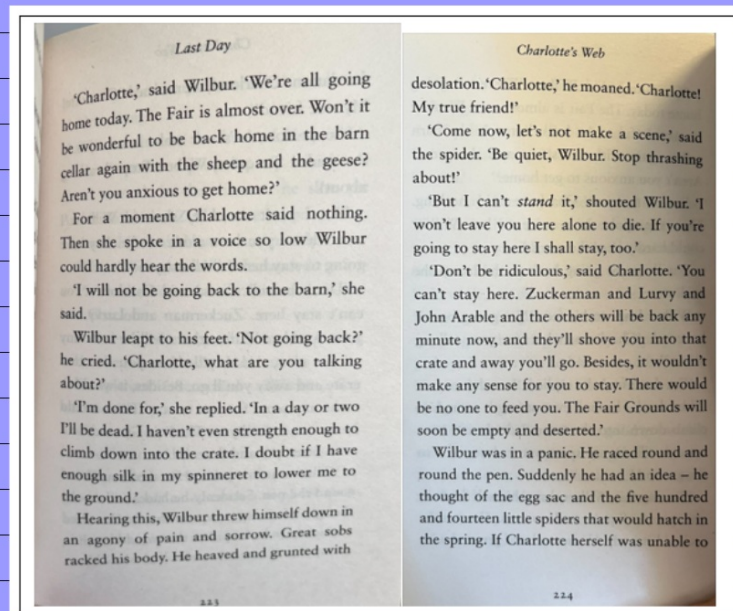 Last Day
‘Charlotte,’ said Wilbur. ‘We’re all going
home today. The Fair is almost over. Won’t it
be wonderful to be back home in the barn
cellar again with the sheep and the geese?
Aren’t you anxious to get home?’
For a moment Charlotte said nothing.
Then she spoke in a voice so low Wilbur
could hardly hear the words.
‘I will not be going back to the barn,’ she
said.
Wilbur leapt to his feet. ‘Not going back?’
he cried. ‘Charlotte, what are you talking
about?’
‘I’m done for,’ she replied. ‘In a day or two
I’ll be dead. I haven’t even strength enough to
climb down into the crate. I doubt if I have
enough silk in my spinneret to lower me to
the ground.’
Hearing this, Wilbur threw himself down in
an agony of pain and sorrow. Great sobs
racked his body. He heaved and grunted with
223
Charlotte’s Web
desolation. ‘Charlotte,’ he moaned. ‘Charlotte!
My true friend!’
‘Come now, let’s not make a scene,’ said
the spider. ‘Be quiet, Wilbur. Stop thrashing
about!’
‘But I can’t stand it,’ shouted Wilbur. ‘I
won’t leave you here alone to die. If you’re
going to stay here I shall stay, too.’
‘Don’t be ridiculous,’ said Charlotte. ‘You
can’t stay here. Zuckerman and Lurvy and
John Arable and the others will be back any
minute now, and they’ll shove you into that
crate and away you’ll go. Besides, it wouldn’t
make any sense for you to stay. There would
be no one to feed you. The Fair Grounds will
soon be empty and deserted.’
Wilbur was in a panic. He raced round and
round the pen. Suddenly he had an idea – he
thought of the egg sac and the five hundred
and fourteen little spiders that would hatch in
the spring. If Charlotte herself was unable to
224